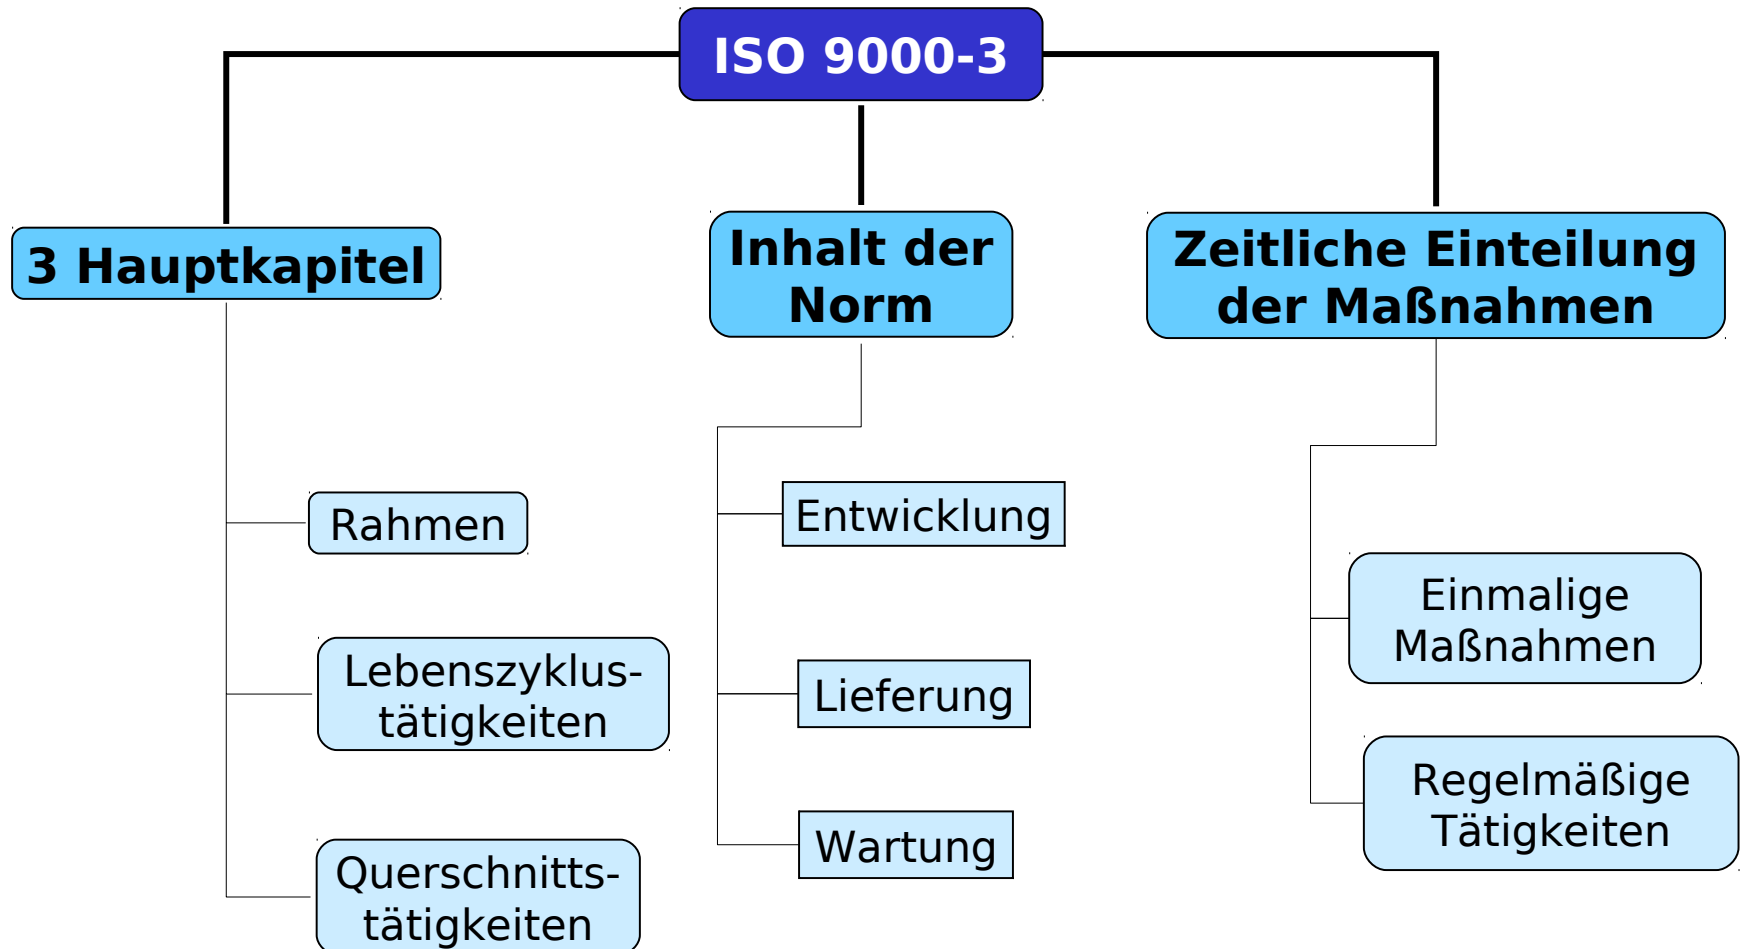 ISO 9000-3
3 Hauptkapitel
Rahmen
Lebenszyklus-
tätigkeiten
Querschnitts-
tätigkeiten
Inhalt der
Norm
Entwicklung
Lieferung
Wartung
Zeitliche Einteilung
der Maßnahmen
Einmalige
Maßnahmen
Regelmäßige
Tätigkeiten